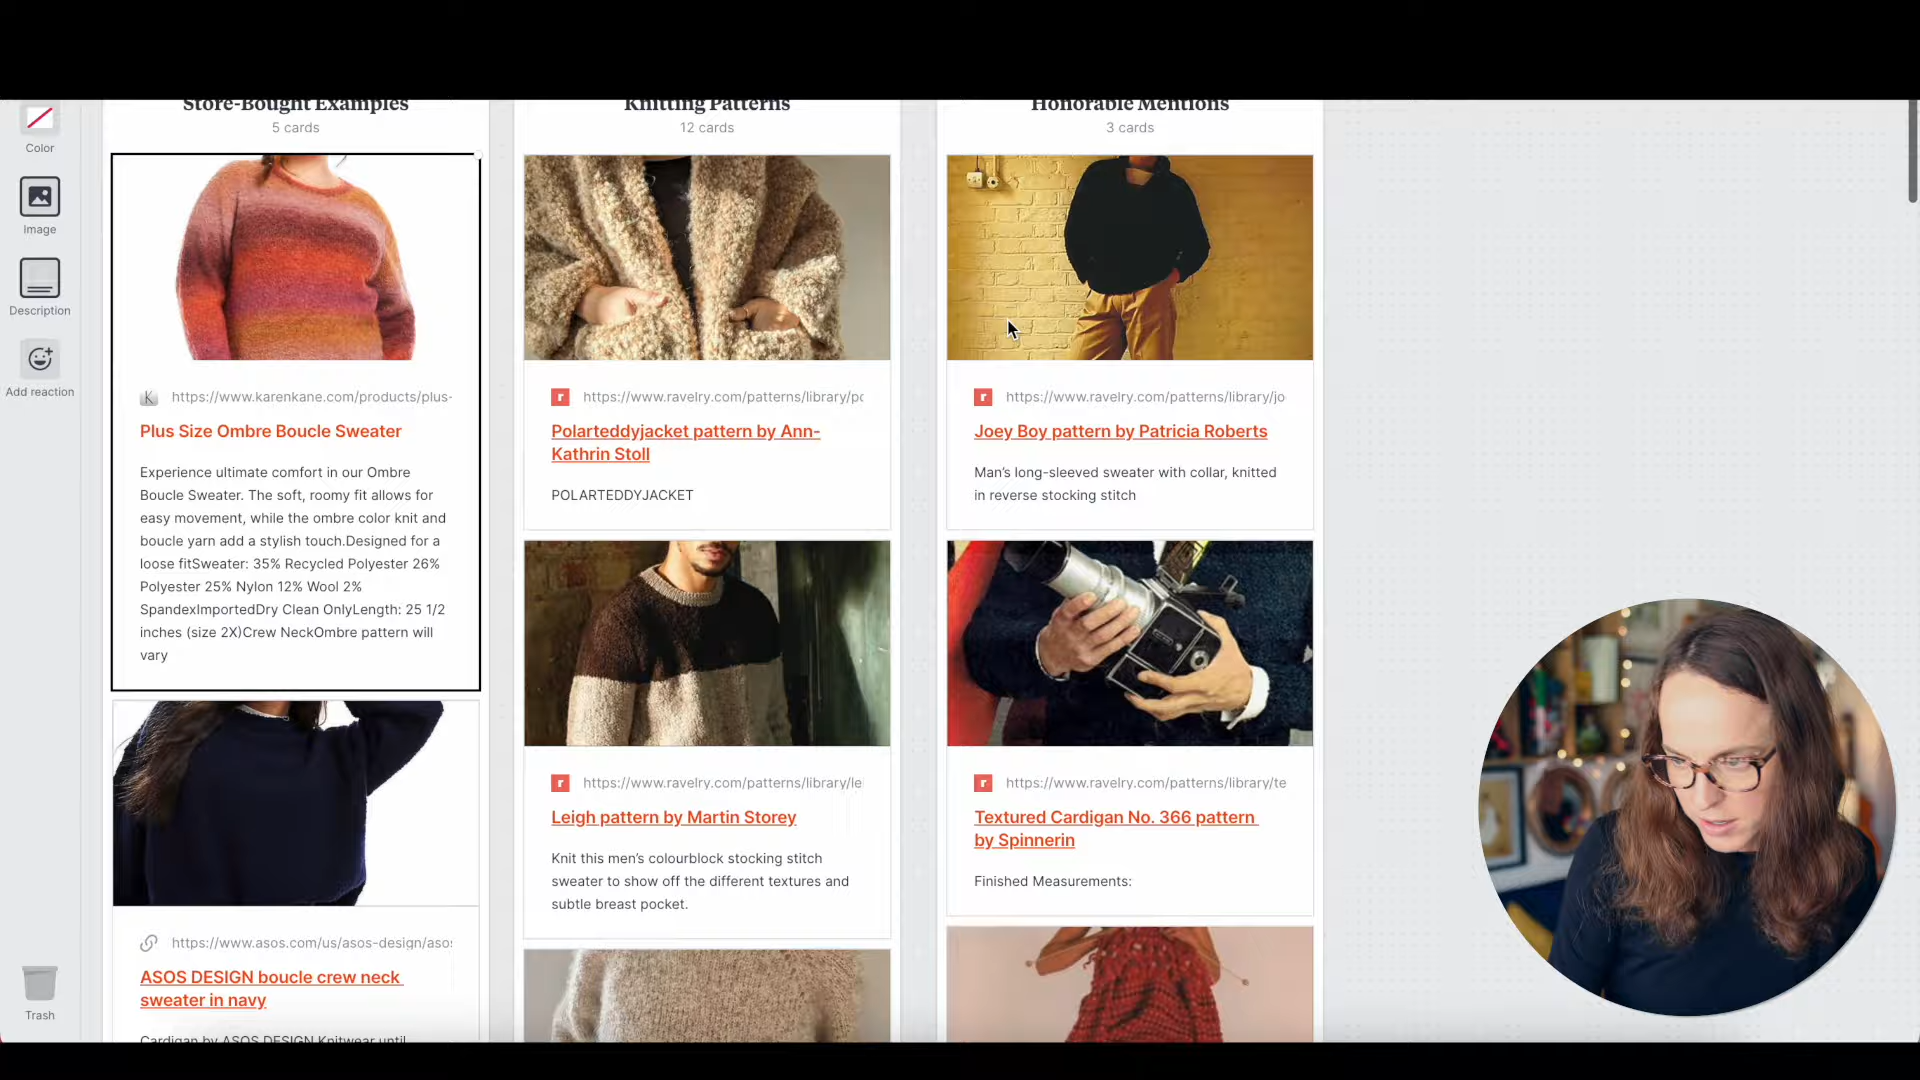 Color
Image
Description
Add reaction
Trash
Store-Bought Examples
5 cards
K
https://www.karenkane.com/products/plus-
Plus Size Ombre Boucle Sweater
Experience ultimate comfort in our Ombre
Boucle Sweater. The soft, roomy fit allows for
easy movement, while the ombre color knit and
boucle yarn add a stylish touch.Designed for a
loose fitSweater: 35% Recycled Polyester 26%
Polyester 25% Nylon 12% Wool 2%
SpandexImportedDry Clean OnlyLength: 25 1/2
inches (size 2X)Crew NeckOmbre pattern will
vary
https://www.asos.com/us/asos-design/asos
ASOS DESIGN boucle crew neck
sweater in navy
Cardigan by ASOS DESIGN Knitwear until
Knitting Patterns
12 cards
r
https://www.ravelry.com/patterns/library/po
Polarteddyjacket pattern by Ann-
Kathrin Stoll
POLARTEDDYJACKET
r
https://www.ravelry.com/patterns/library/le
Leigh pattern by Martin Storey
Knit this men’s colourblock stocking stitch
sweater to show off the different textures and
subtle breast pocket.
Honorable Mentions
3 cards
r
https://www.ravelry.com/patterns/library/jo
Joey Boy pattern by Patricia Roberts
Man’s long-sleeved sweater with collar, knitted
in reverse stocking stitch
r
https://www.ravelry.com/patterns/library/te
Textured Cardigan No. 366 pattern
by Spinnerin
Finished Measurements: